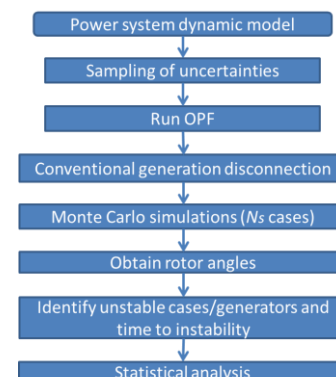 Power system dynamic model
Sampling of uncertainties
Run OPF
Conventional generation disconnection
Monte Carlo simulations (Ns cases)
Obtain rotor angles
Identify unstable cases/generators and
time to instability
Statistical analysis